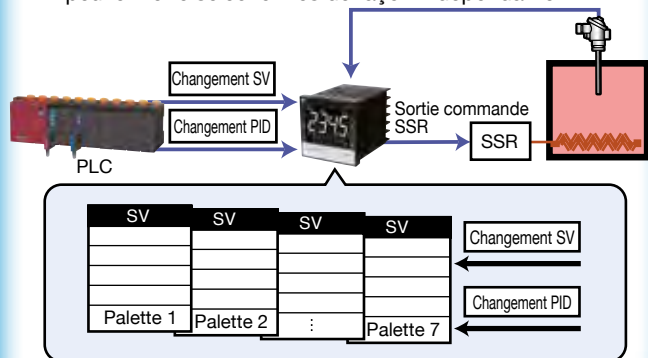 Changement SV
Changement PID
PLC
2345
Sortie commande
SSR
SSR
SV
SV
SV
SV
Palette 1
Palette 2
⋮
Palette 7
Changement SV
Changement PID